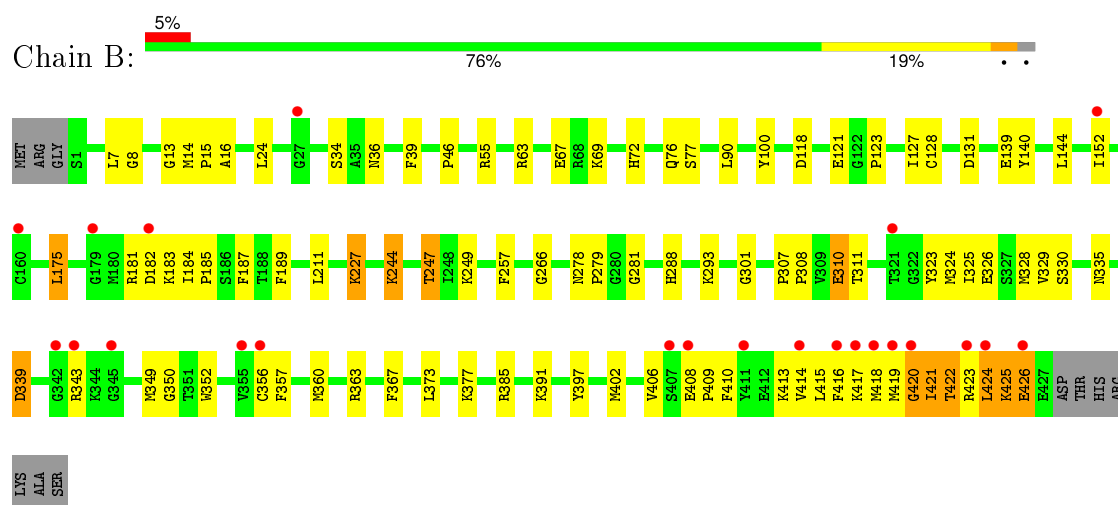 5%
Chain B:
76% 19% • •
MET ARG GLY S1 L7 G8 G13 M14 P15 A16 L24 G27 S34 A35 N36 F39 P46 R55 R63 E67 R68 K69 H72 Q76 S77 L90 Y100 D118 E121 G122 P123 I127 C128 D131 E139 Y140 L144 I152
C160 L175 G179 M180 R181 D182 K183 I184 P185 S186 F187 T188 F189 L211 K227 K244 T247 I248 K249 F257 G266 N278 P279 G280 G281 H288 K293 G301 P307 P308 V309 E310 T311 T321 G322 Y323 M324 I325 E326 S327 M328 V329 S330 N335
D339 G342 R343 K344 G345 M349 G350 T351 W352 V355 C356 F357 M360 R363 F367 L373 K377 R385 K391 Y397 M402 V406 S407 E408 P409 F410 Y411 E412 K413 V414 L415 F416 K417 M418 M419 G420 I421 T422 R423 L424 K425 E426 E427 ASP THR HIS ARG
LYS ALA SER